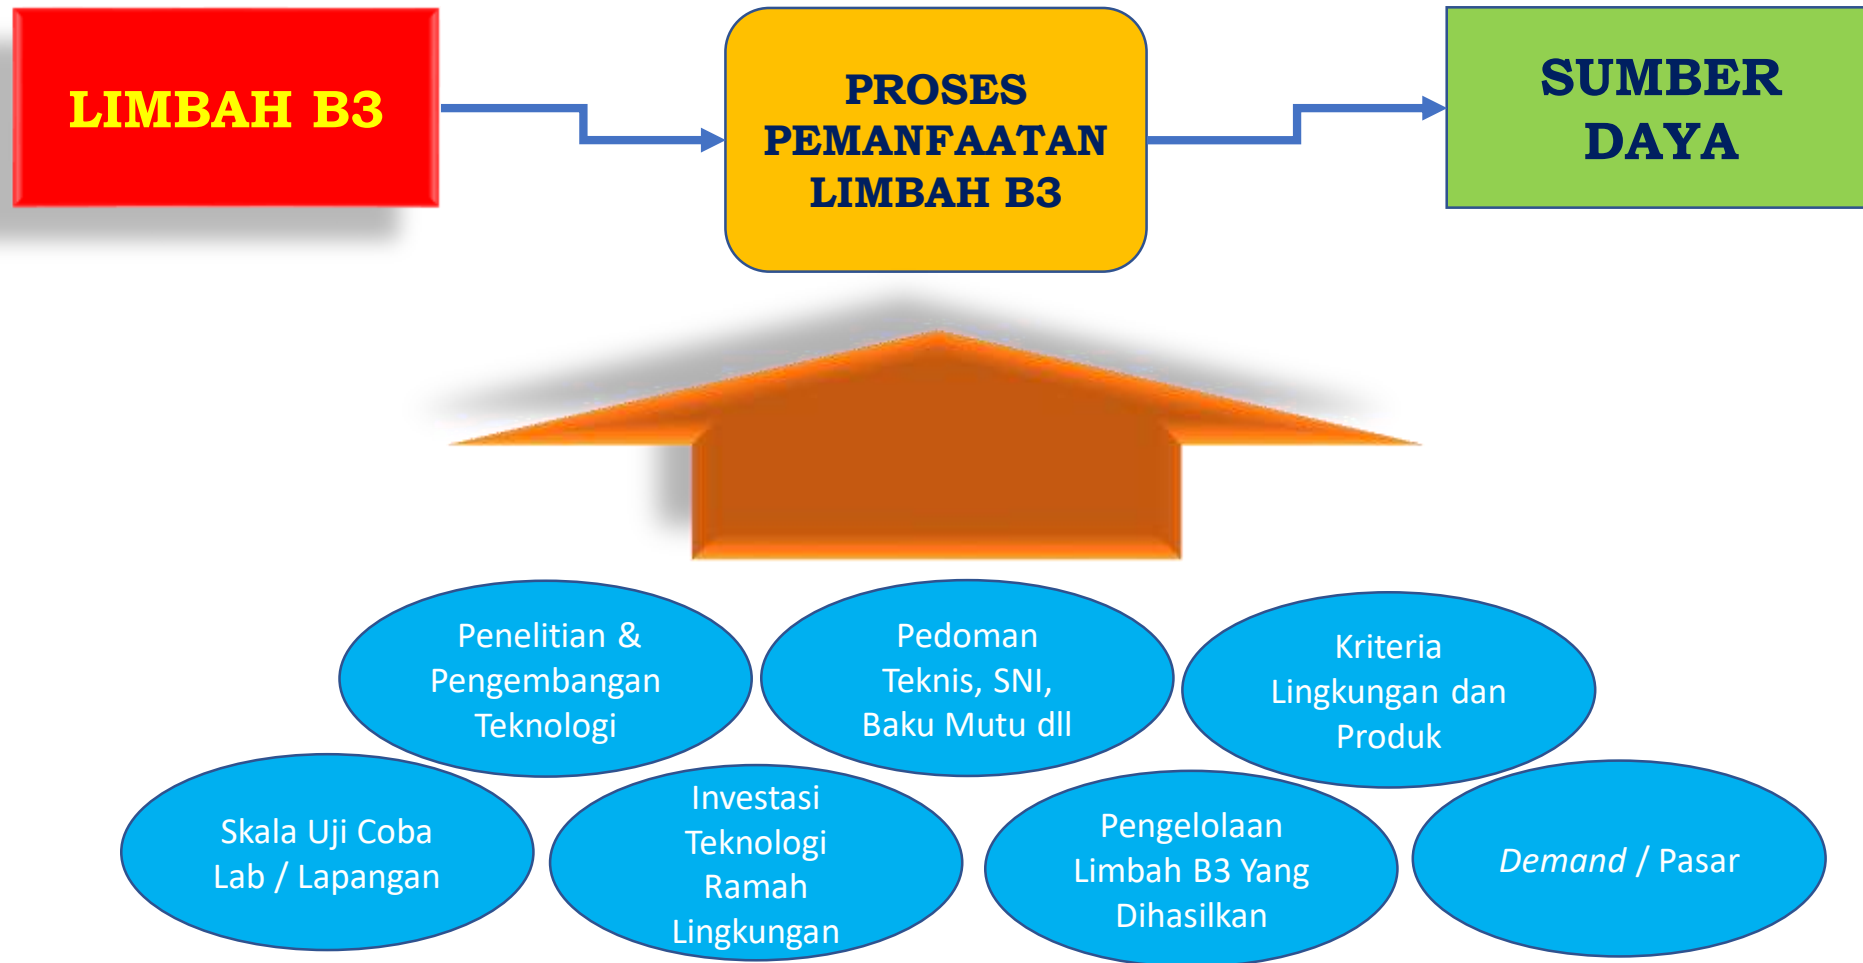 LIMBAH B3
PROSES
PEMANFAATAN
LIMBAH B3
SUMBER
DAYA
Penelitian &
Pengembangan
Teknologi
Pedoman
Teknis, SNI,
Baku Mutu dll
Kriteria
Lingkungan dan
Produk
Skala Uji Coba
Lab / Lapangan
Investasi
Teknologi
Ramah
Lingkungan
Pengelolaan
Limbah B3 Yang
Dihasilkan
Demand / Pasar